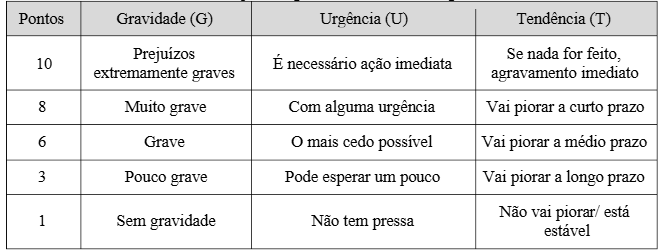 Pontos Gravidade (G) Urgência (U) Tendência (T)
10 Prejuízos extremamente graves É necessário ação imediata Se nada for feito, agravamento imediato
8 Muito grave Com alguma urgência Vai piorar a curto prazo
6 Grave O mais cedo possível Vai piorar a médio prazo
3 Pouco grave Pode esperar um pouco Vai piorar a longo prazo
1 Sem gravidade Não tem pressa Não vai piorar/ está estável